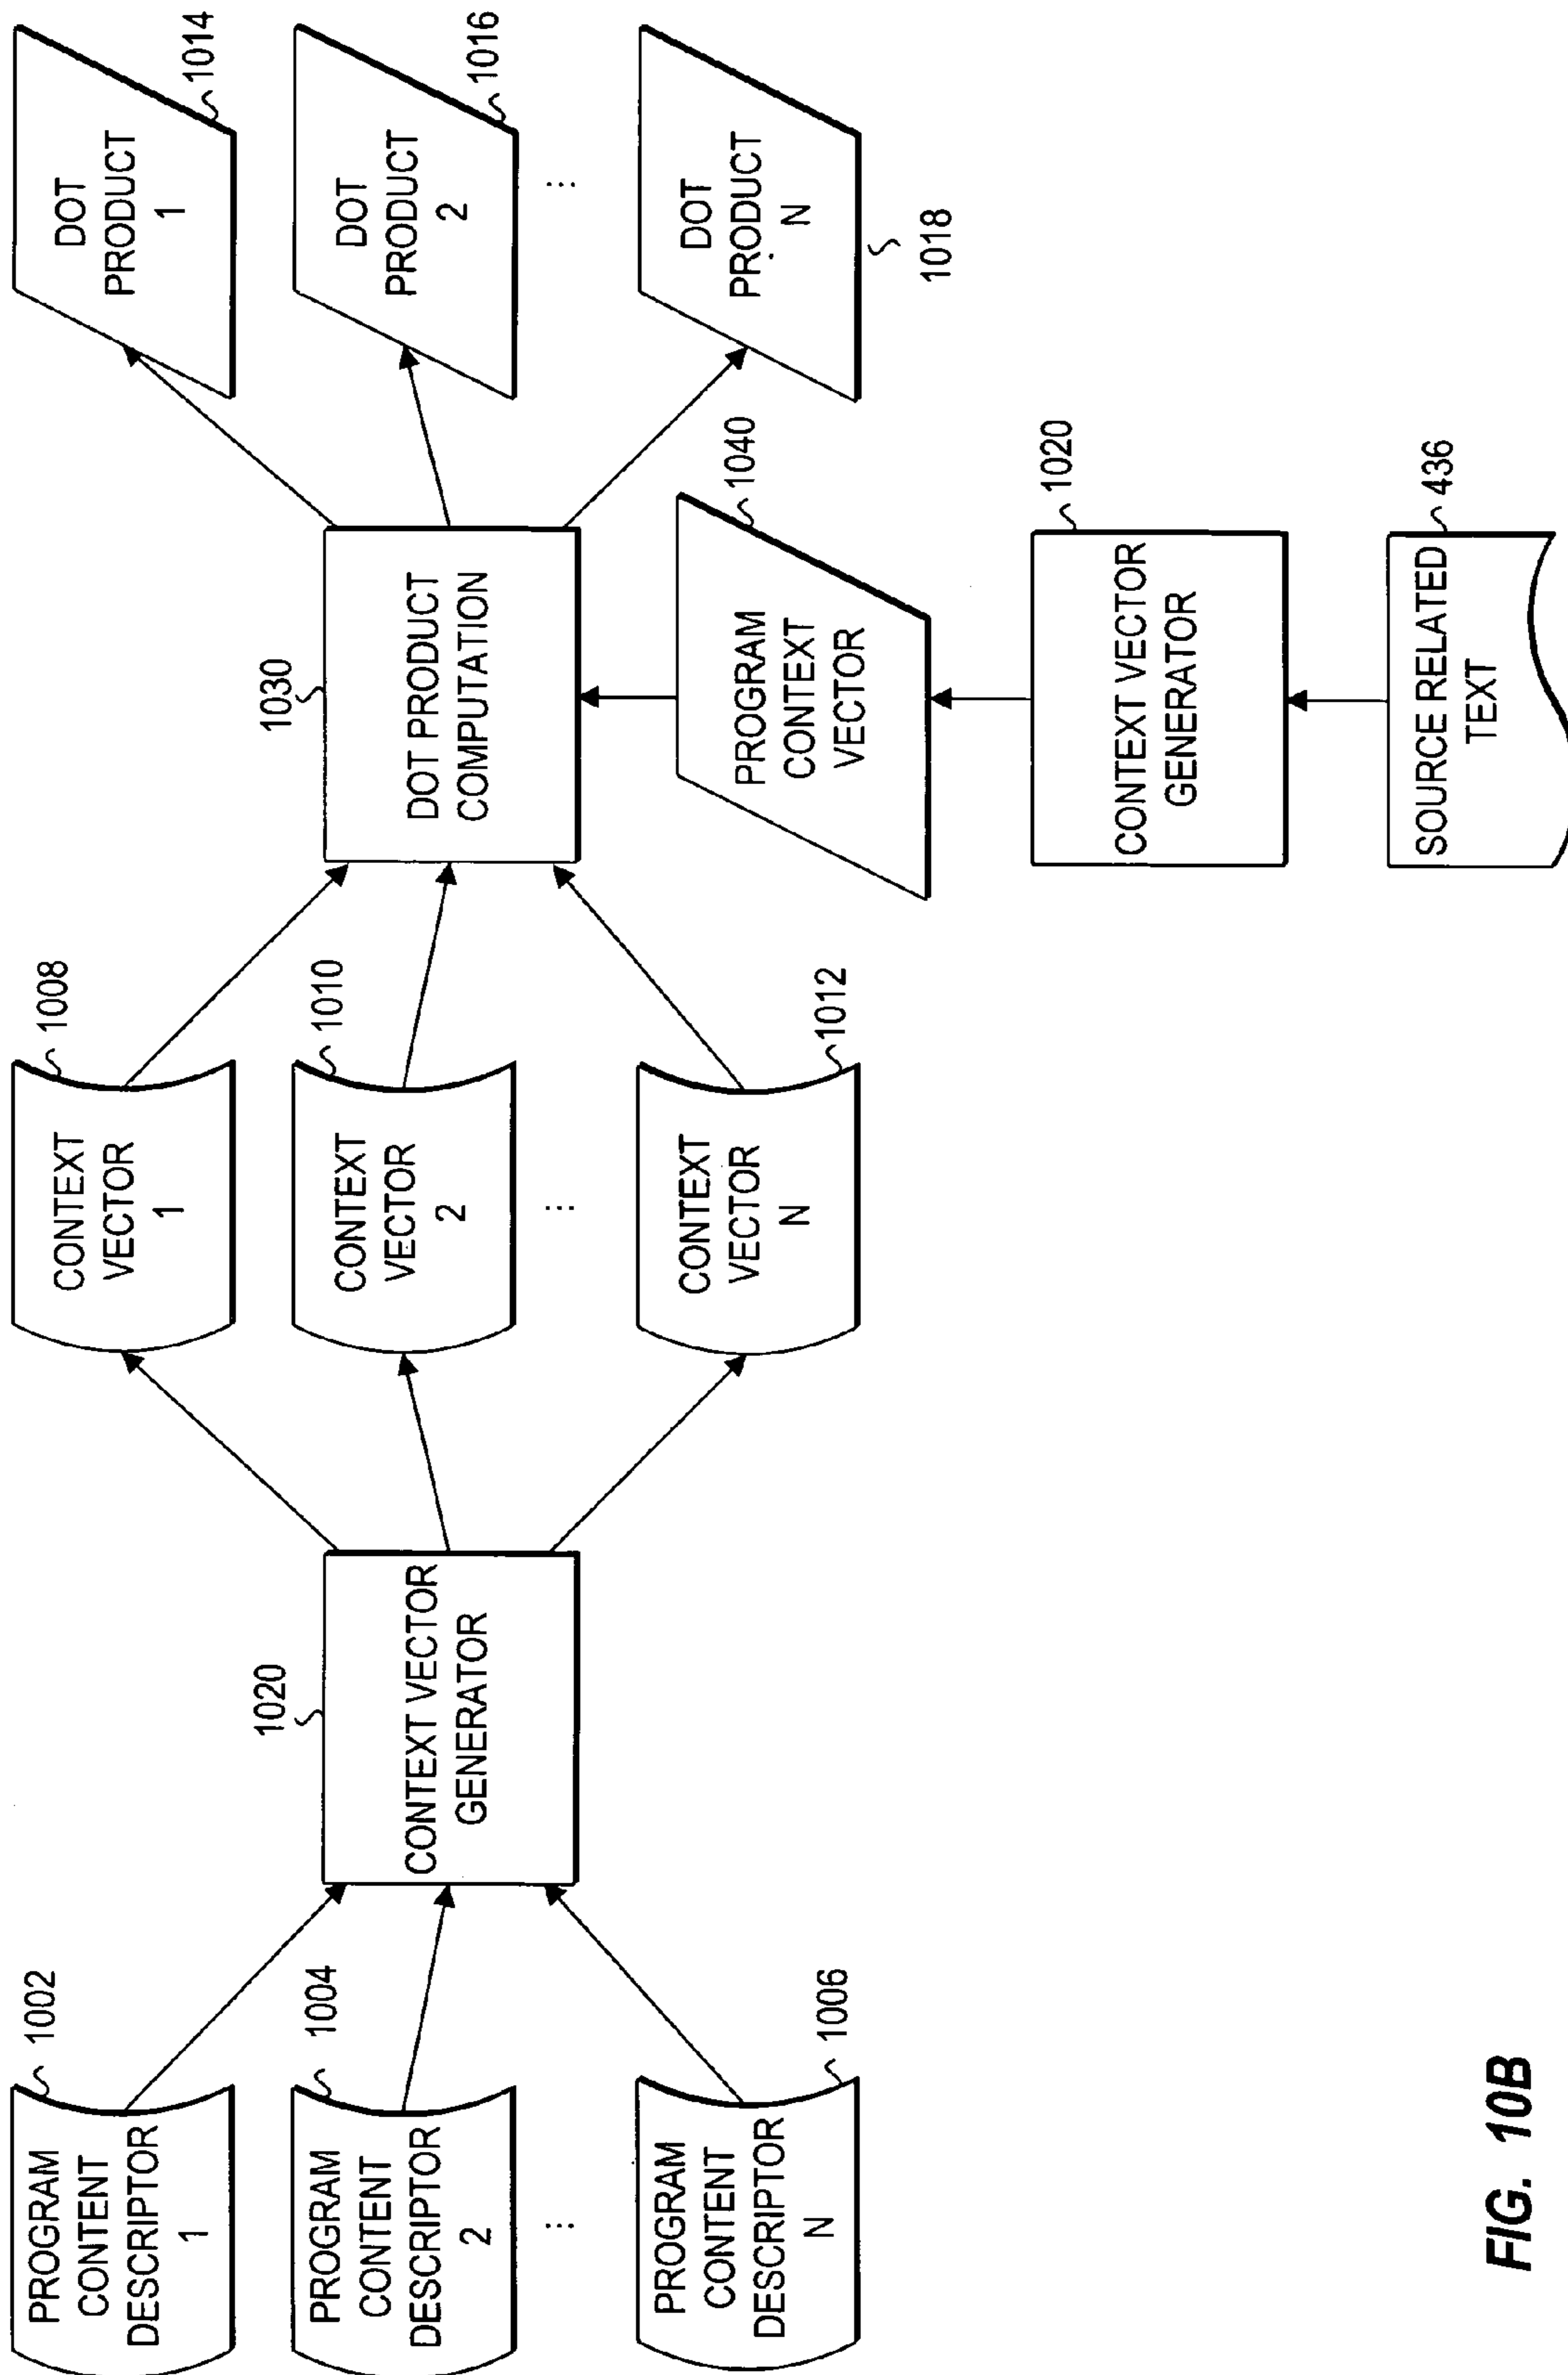 PROGRAM
CONTENT
DESCRIPTOR
1
1002
PROGRAM
CONTENT
DESCRIPTOR
2
1004
⋮
PROGRAM
CONTENT
DESCRIPTOR
N
1006
1020
CONTEXT VECTOR
GENERATOR
CONTEXT
VECTOR
1
1008
CONTEXT
VECTOR
2
1010
⋮
CONTEXT
VECTOR
N
1012
1030
DOT PRODUCT
COMPUTATION
DOT
PRODUCT
1
1014
DOT
PRODUCT
2
1016
⋮
DOT
PRODUCT
N
1018
PROGRAM
CONTEXT
VECTOR
1040
CONTEXT VECTOR
GENERATOR
1020
SOURCE RELATED
TEXT
436
FIG. 10B